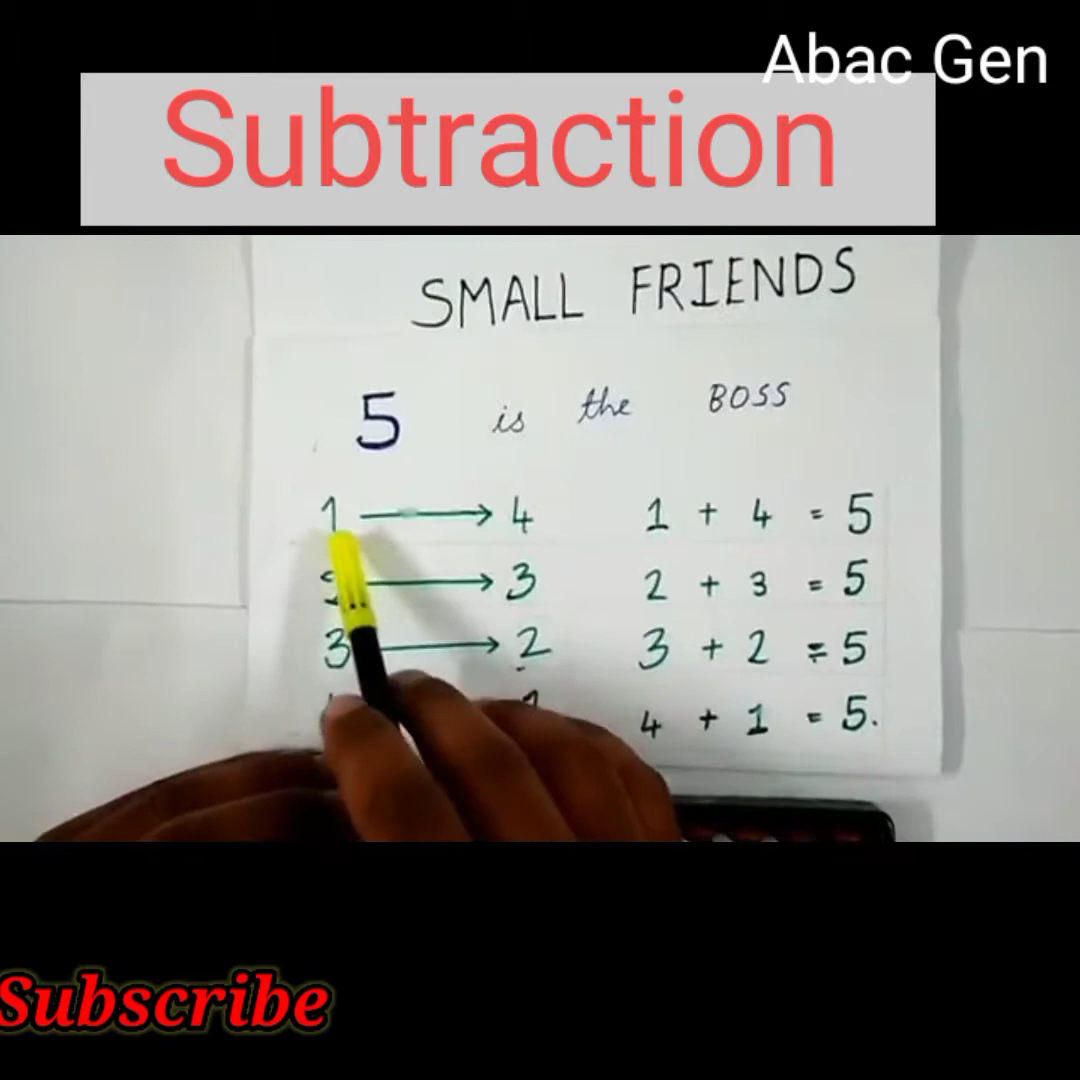 Abac Gen
Subtraction
SMALL FRIENDS
5 is the BOSS
1 → 4 1 + 4 = 5
→ 3 2 + 3 = 5
3 → 2 3 + 2 = 5
4 + 1 = 5.
Subscribe